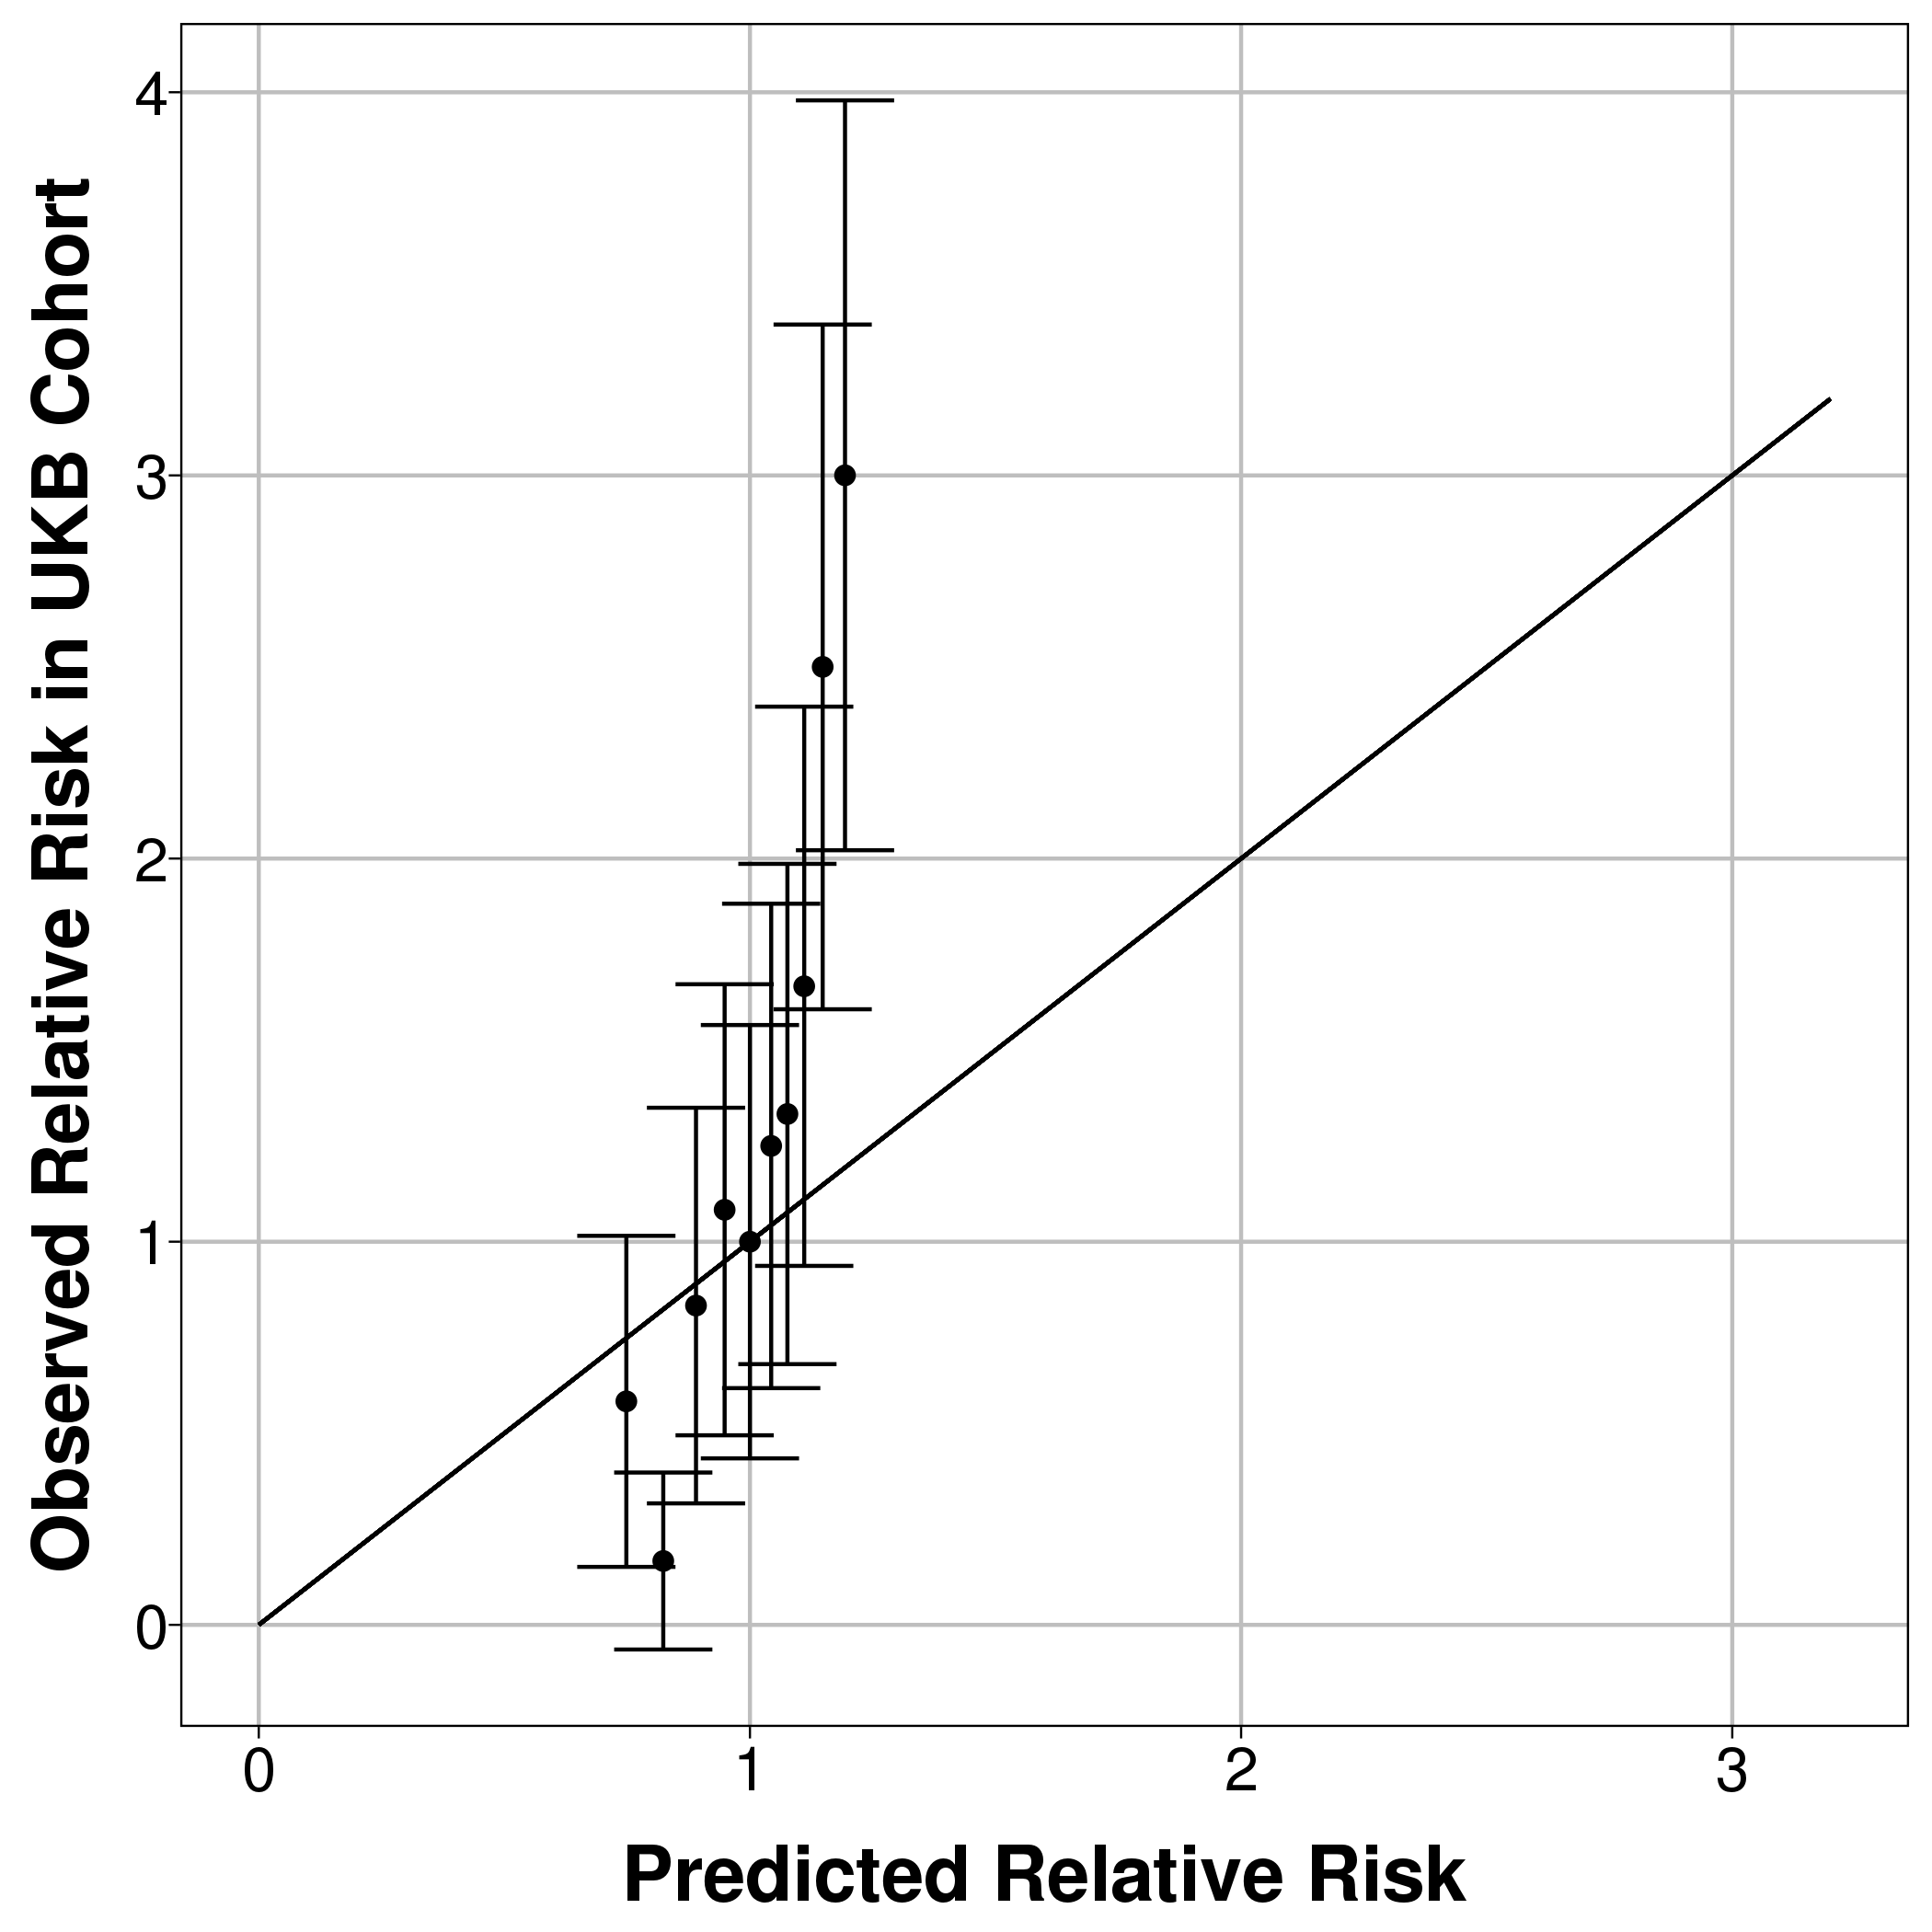 Observed Relative Risk in UKB Cohort
4
3
2
1
0
0 1 2 3
Predicted Relative Risk